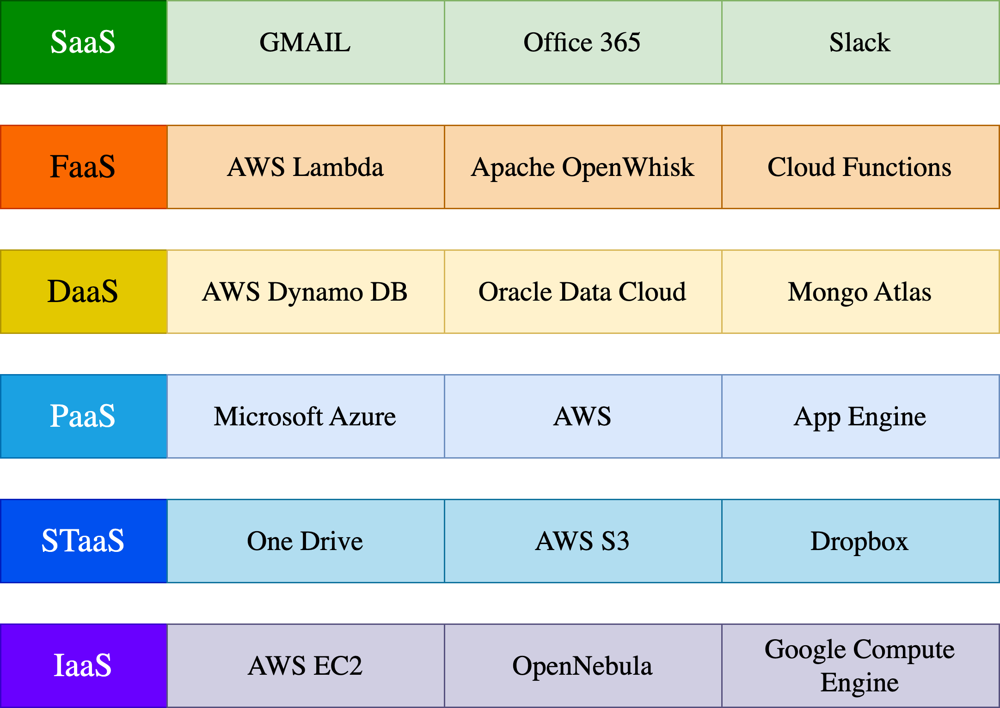 SaaS GMAIL Office 365 Slack
FaaS AWS Lambda Apache OpenWhisk Cloud Functions
DaaS AWS Dynamo DB Oracle Data Cloud Mongo Atlas
PaaS Microsoft Azure AWS App Engine
STaaS One Drive AWS S3 Dropbox
IaaS AWS EC2 OpenNebula Google Compute
Engine